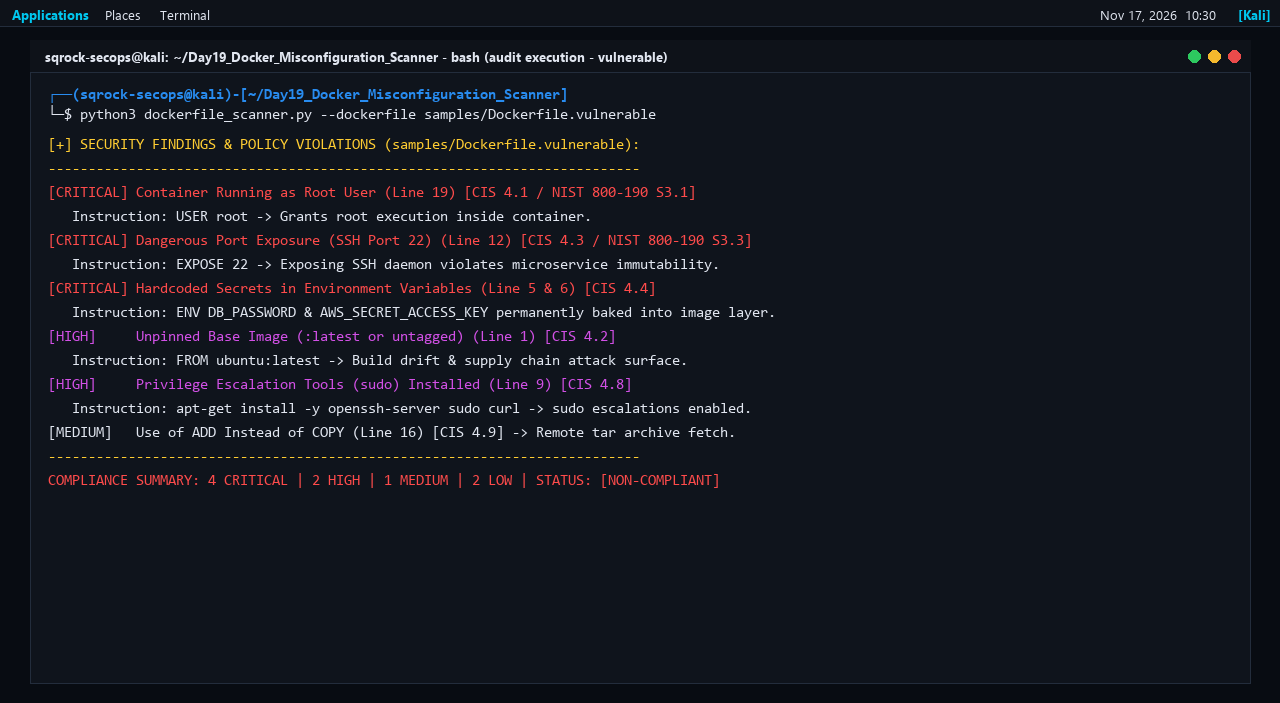 Applications Places Terminal Nov 17, 2026 10:30 [Kali]
sqrock-secops@kali: ~/Day19_Docker_Misconfiguration_Scanner - bash (audit execution - vulnerable)
┌──(sqrock-secops@kali)-[~/Day19_Docker_Misconfiguration_Scanner]
└─$ python3 dockerfile_scanner.py --dockerfile samples/Dockerfile.vulnerable
[+] SECURITY FINDINGS & POLICY VIOLATIONS (samples/Dockerfile.vulnerable):
--------------------------------------------------------------------------
[CRITICAL] Container Running as Root User (Line 19) [CIS 4.1 / NIST 800-190 S3.1]
Instruction: USER root -> Grants root execution inside container.
[CRITICAL] Dangerous Port Exposure (SSH Port 22) (Line 12) [CIS 4.3 / NIST 800-190 S3.3]
Instruction: EXPOSE 22 -> Exposing SSH daemon violates microservice immutability.
[CRITICAL] Hardcoded Secrets in Environment Variables (Line 5 & 6) [CIS 4.4]
Instruction: ENV DB_PASSWORD & AWS_SECRET_ACCESS_KEY permanently baked into image layer.
[HIGH] Unpinned Base Image (:latest or untagged) (Line 1) [CIS 4.2]
Instruction: FROM ubuntu:latest -> Build drift & supply chain attack surface.
[HIGH] Privilege Escalation Tools (sudo) Installed (Line 9) [CIS 4.8]
Instruction: apt-get install -y openssh-server sudo curl -> sudo escalations enabled.
[MEDIUM] Use of ADD Instead of COPY (Line 16) [CIS 4.9] -> Remote tar archive fetch.
--------------------------------------------------------------------------
COMPLIANCE SUMMARY: 4 CRITICAL | 2 HIGH | 1 MEDIUM | 2 LOW | STATUS: [NON-COMPLIANT]